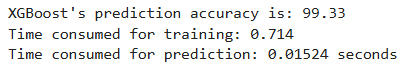 XGBoost's prediction accuracy is: 99.33
Time consumed for training: 0.714
Time consumed for prediction: 0.01524 seconds